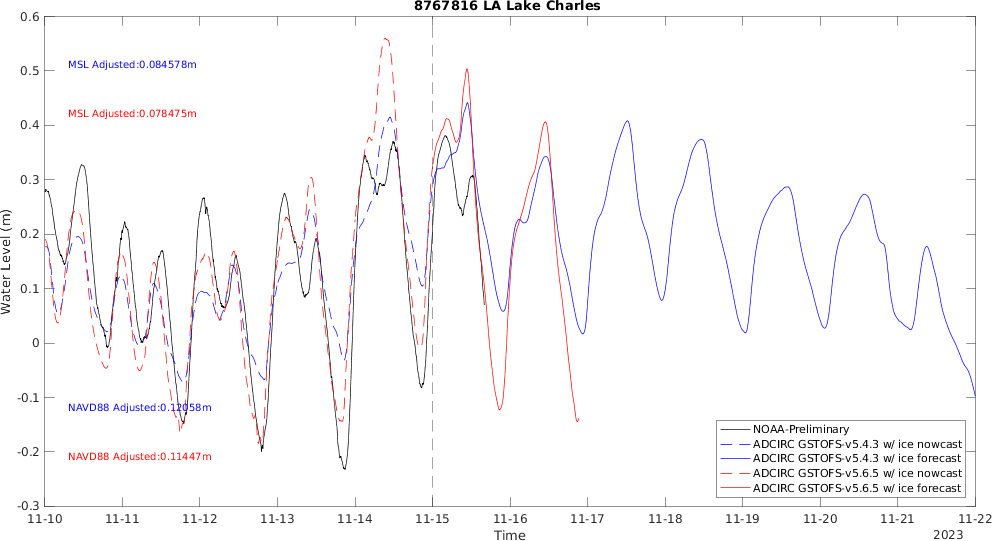 8767816 LA Lake Charles
0.6
0.5
0.4
0.3
0.2
0.1
0
-0.1
-0.2
-0.3
Water Level (m)
MSL Adjusted:0.084578m
MSL Adjusted:0.078475m
NAVD88 Adjusted:0.12058m
NAVD88 Adjusted:0.11447m
NOAA-Preliminary
ADCIRC GSTOFS-v5.4.3 w/ ice nowcast
ADCIRC GSTOFS-v5.4.3 w/ ice forecast
ADCIRC GSTOFS-v5.6.5 w/ ice nowcast
ADCIRC GSTOFS-v5.6.5 w/ ice forecast
11-10 11-11 11-12 11-13 11-14 11-15 11-16 11-17 11-18 11-19 11-20 11-21 11-22
Time
2023